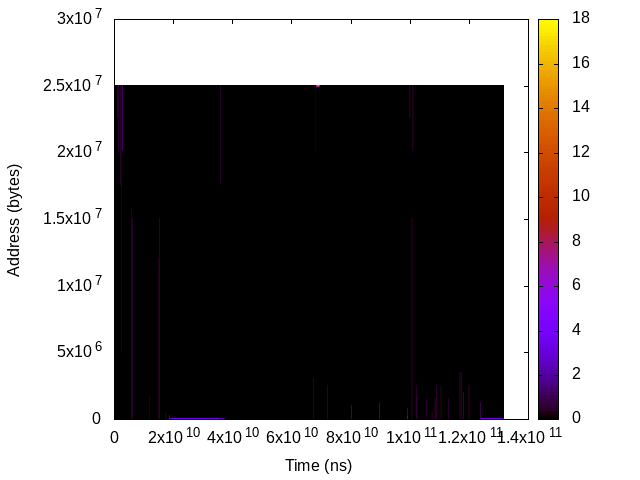 3x10^7
2.5x10^7
2x10^7
1.5x10^7
1x10^7
5x10^6
0
Address (bytes)
0 2x10^10 4x10^10 6x10^10 8x10^10 1x10^11 1.2x10^11 1.4x10^11
Time (ns)
18
16
14
12
10
8
6
4
2
0